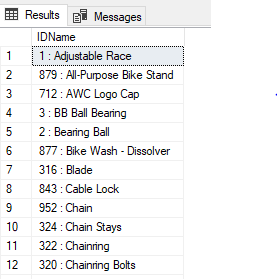 Results Messages
IDName
1 1 : Adjustable Race
2 879 : All-Purpose Bike Stand
3 712 : AWC Logo Cap
4 3 : BB Ball Bearing
5 2 : Bearing Ball
6 877 : Bike Wash - Dissolver
7 316 : Blade
8 843 : Cable Lock
9 952 : Chain
10 324 : Chain Stays
11 322 : Chainring
12 320 : Chainring Bolts